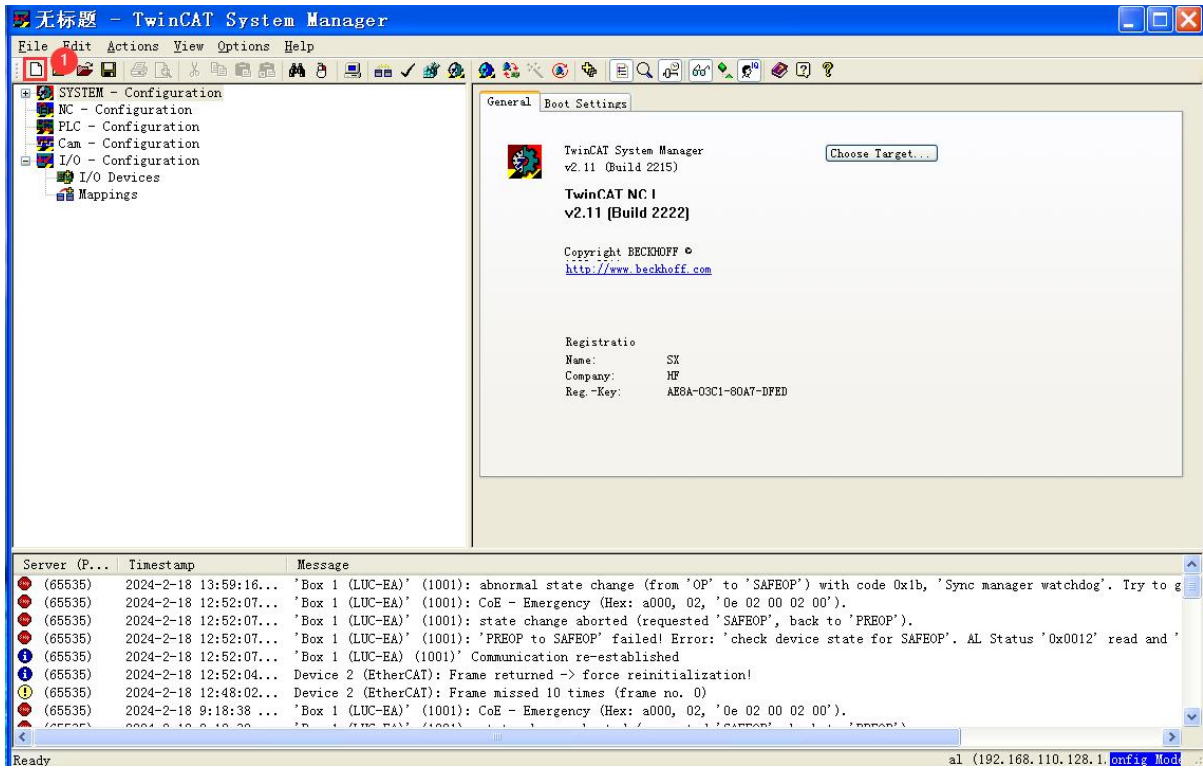 无标题 - TwinCAT System Manager
File Edit Actions View Options Help
1
SYSTEM - Configuration
NC - Configuration
PLC - Configuration
Cam - Configuration
I/O - Configuration
I/O Devices
Mappings
General Boot Settings
TwinCAT System Manager
v2.11 (Build 2215)
Choose Target...
TwinCAT NC I
v2.11 (Build 2222)
Copyright BECKHOFF ©
http://www.beckhoff.com
Registratio
Name: SX
Company: HF
Reg.-Key: AE8A-03C1-80A7-DFED
Server (P... Timestamp Message
(65535) 2024-2-18 13:59:16... 'Box 1 (LUC-EA)' (1001): abnormal state change (from 'OP' to 'SAFEOP') with code 0x1b, 'Sync manager watchdog'. Try to g
(65535) 2024-2-18 12:52:07... 'Box 1 (LUC-EA)' (1001): CoE - Emergency (Hex: a000, 02, '0e 02 00 02 00').
(65535) 2024-2-18 12:52:07... 'Box 1 (LUC-EA)' (1001): state change aborted (requested 'SAFEOP', back to 'PREOP').
(65535) 2024-2-18 12:52:07... 'Box 1 (LUC-EA)' (1001): 'PREOP to SAFEOP' failed! Error: 'check device state for SAFEOP'. AL Status '0x0012' read and '
(65535) 2024-2-18 12:52:07... 'Box 1 (LUC-EA) (1001)' Communication re-established
(65535) 2024-2-18 12:52:04... Device 2 (EtherCAT): Frame returned -> force reinitialization!
(65535) 2024-2-18 12:48:02... Device 2 (EtherCAT): Frame missed 10 times (frame no. 0)
(65535) 2024-2-18 9:18:38 ... 'Box 1 (LUC-EA)' (1001): CoE - Emergency (Hex: a000, 02, '0e 02 00 02 00').
Ready al (192.168.110.128.1. onfig Mode